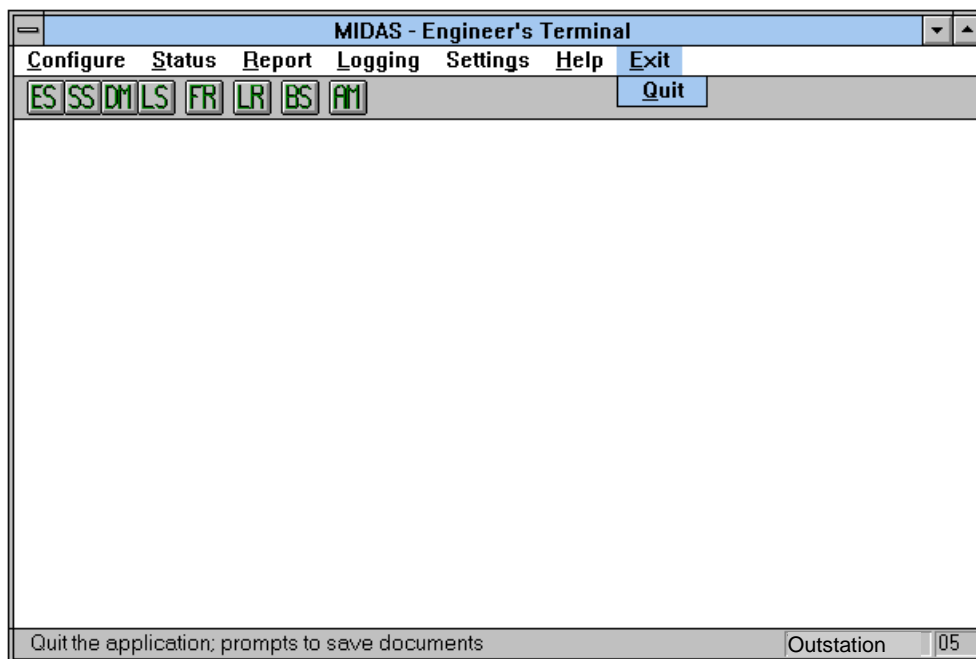 MIDAS - Engineer's Terminal
Configure Status Report Logging Settings Help Exit
ES SS DM LS FR LR BS AM
Quit
Quit the application; prompts to save documents Outstation 05